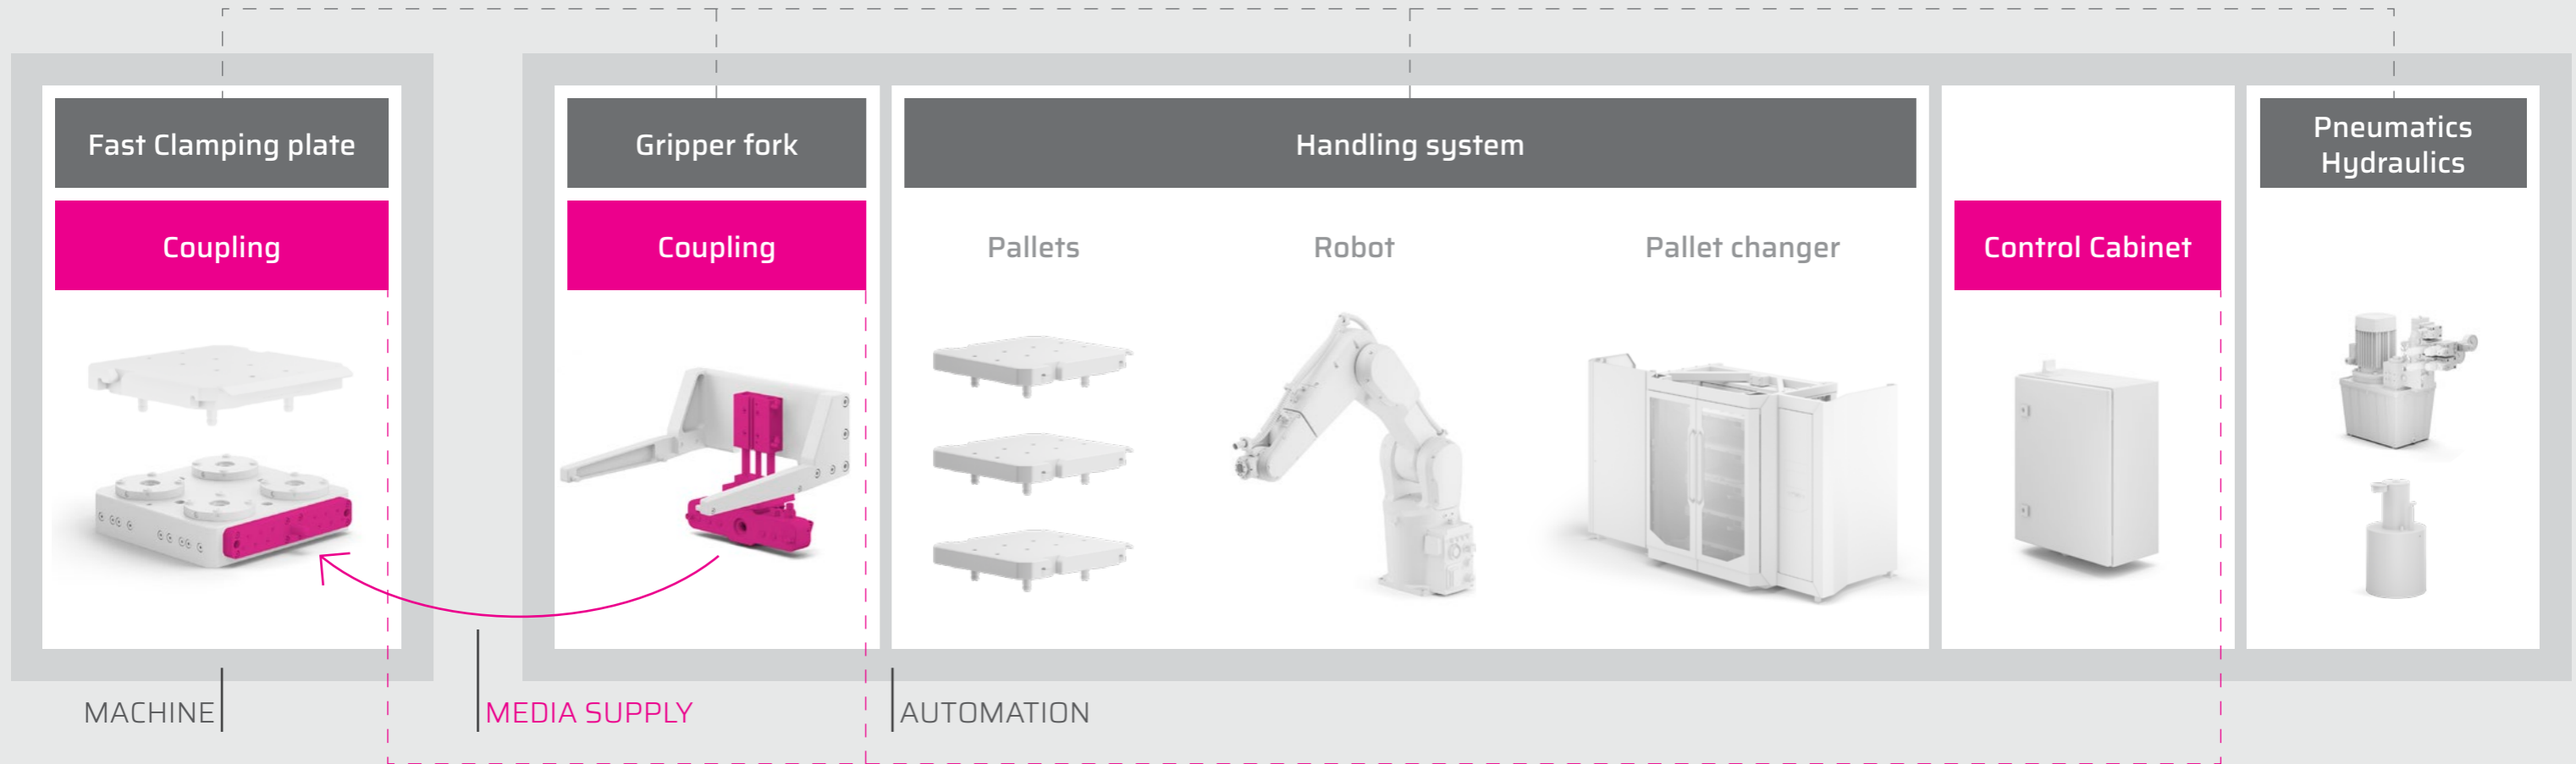 Fast Clamping plate
Gripper fork
Handling system
Pneumatics
Hydraulics
Coupling
Coupling
Pallets
Robot
Pallet changer
Control Cabinet
MACHINE
MEDIA SUPPLY
AUTOMATION